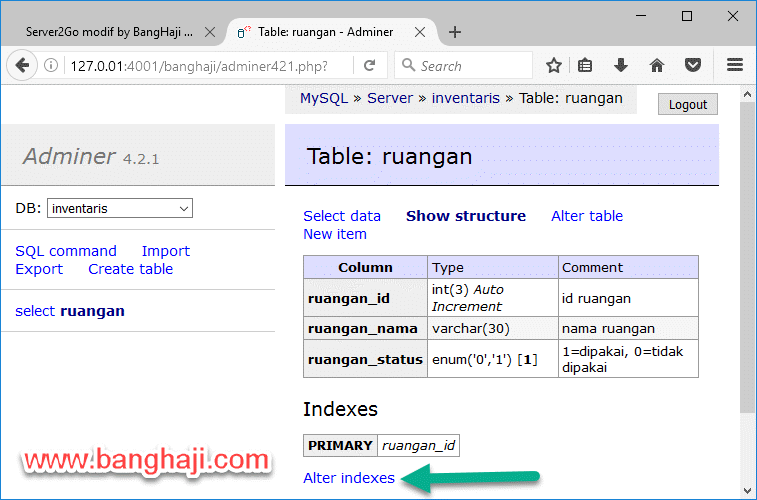 Server2Go modif by BangHaji ...
Table: ruangan - Adminer
127.0.01:4001/banghaji/adminer421.php?
Search
MySQL » Server » inventaris » Table: ruangan
Logout
Adminer 4.2.1
Table: ruangan
DB: inventaris
Select data Show structure Alter table
New item
SQL command Import
Export Create table
select ruangan
Column Type Comment
ruangan_id int(3) Auto Increment id ruangan
ruangan_nama varchar(30) nama ruangan
ruangan_status enum('0','1') [1] 1=dipakai, 0=tidak dipakai
Indexes
PRIMARY ruangan_id
Alter indexes
www.banghaji.com